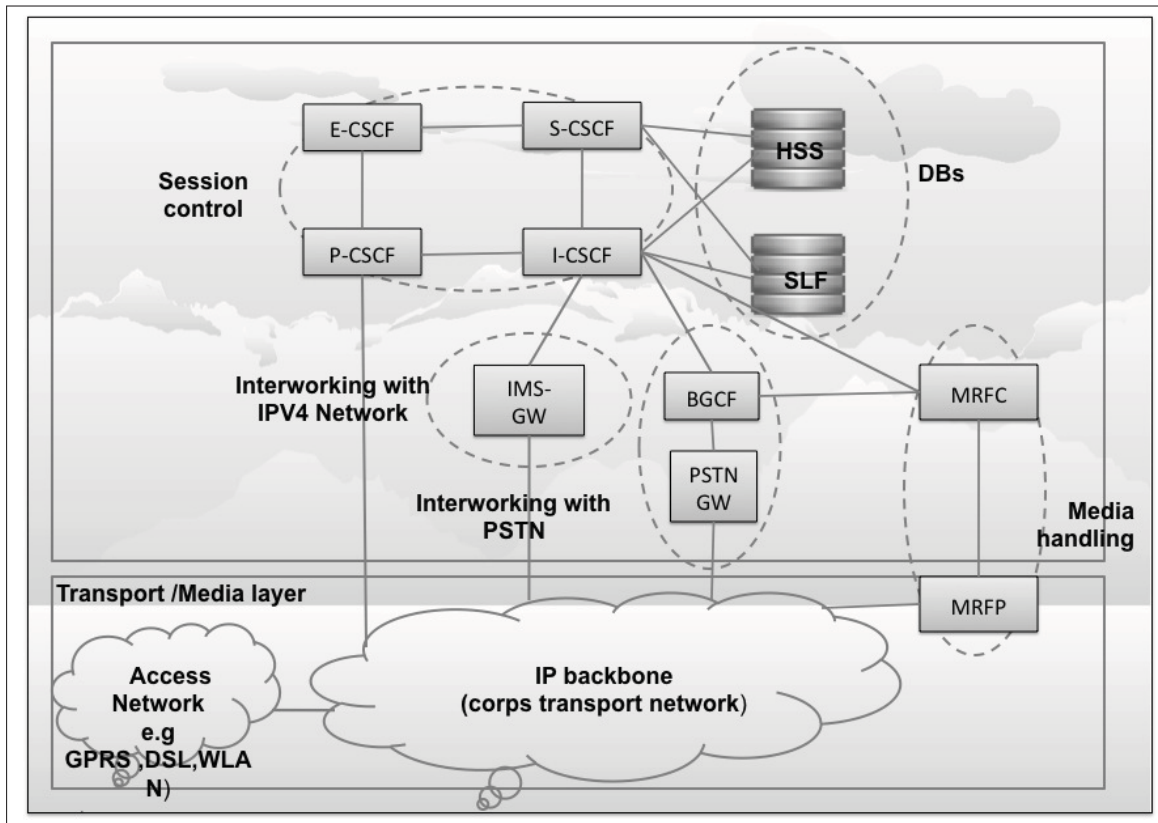 E-CSCF
S-CSCF
HSS
DBs
Session
control
P-CSCF
I-CSCF
SLF
Interworking with
IPV4 Network
IMS-
GW
BGCF
MRFC
Interworking with
PSTN
PSTN
GW
Media
handling
Transport /Media layer
MRFP
Access
Network
e.g
GPRS ,DSL,WLA
N)
IP backbone
(corps transport network)